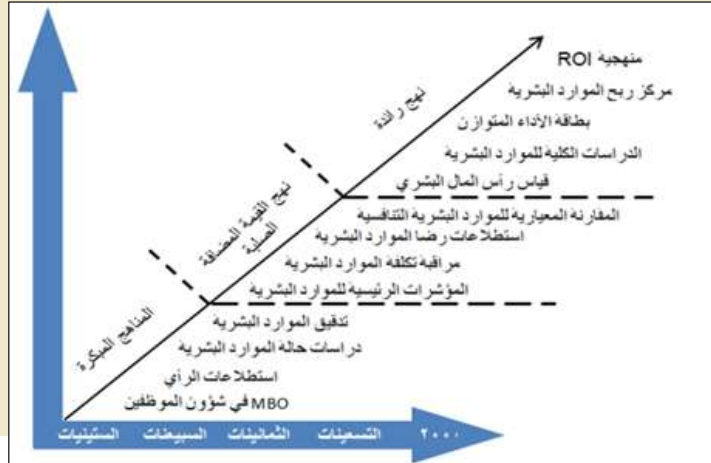 منهجية ROI
مركز ربح الموارد البشرية
بطاقة الأداء المتوازن
الدراسات الكلية للموارد البشرية
قياس رأس المال البشري
نهج رائدة
المقارنة المعيارية للموارد البشرية التنافسية
استطلاعات رضا الموارد البشرية
مراقبة تكلفة الموارد البشرية
المؤشرات الرئيسية للموارد البشرية
نهج القيمة المضافة
الصلبة
تدقيق الموارد البشرية
دراسات حالة الموارد البشرية
استطلاعات الرأي
MBO في شؤون الموظفين
المناهج المبكرة
الستينيات السبعينات الثمانينات التسعينات ٢٠٠٠